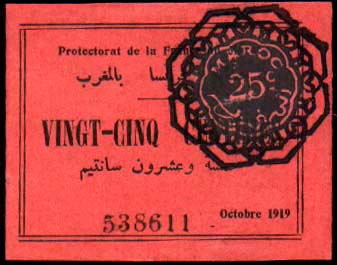 Protectorat de la
MAROC
بالمغرب
25c
VINGT-CINQ
وعشرون سانتيم
538611
Octobre 1919